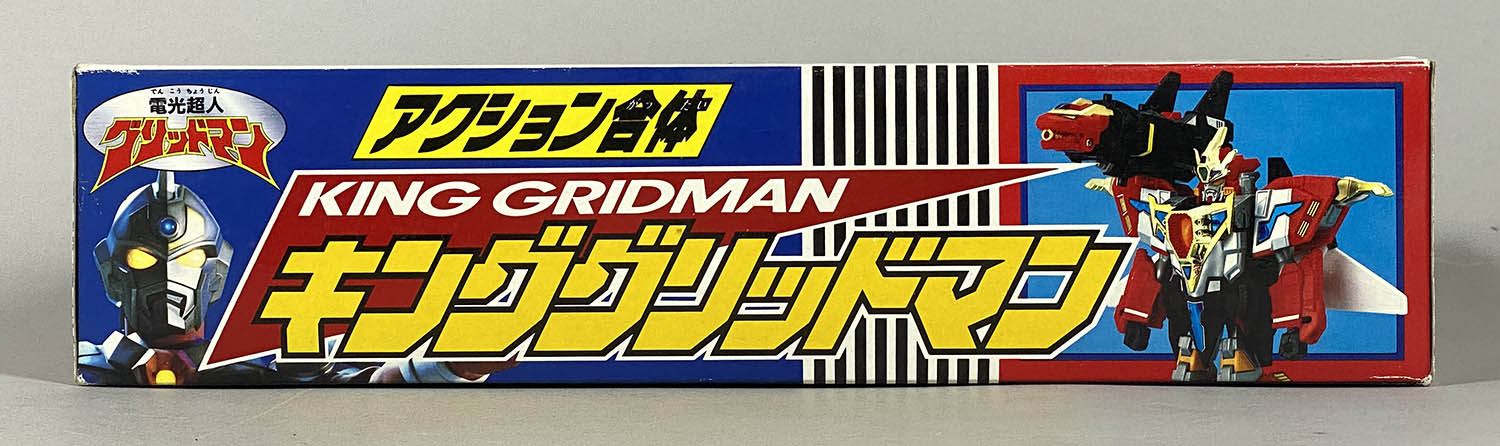 でんこうちょうじん
電光超人
グリッドマン
アクション合体
がったい
KING GRIDMAN
キンググリッドマン